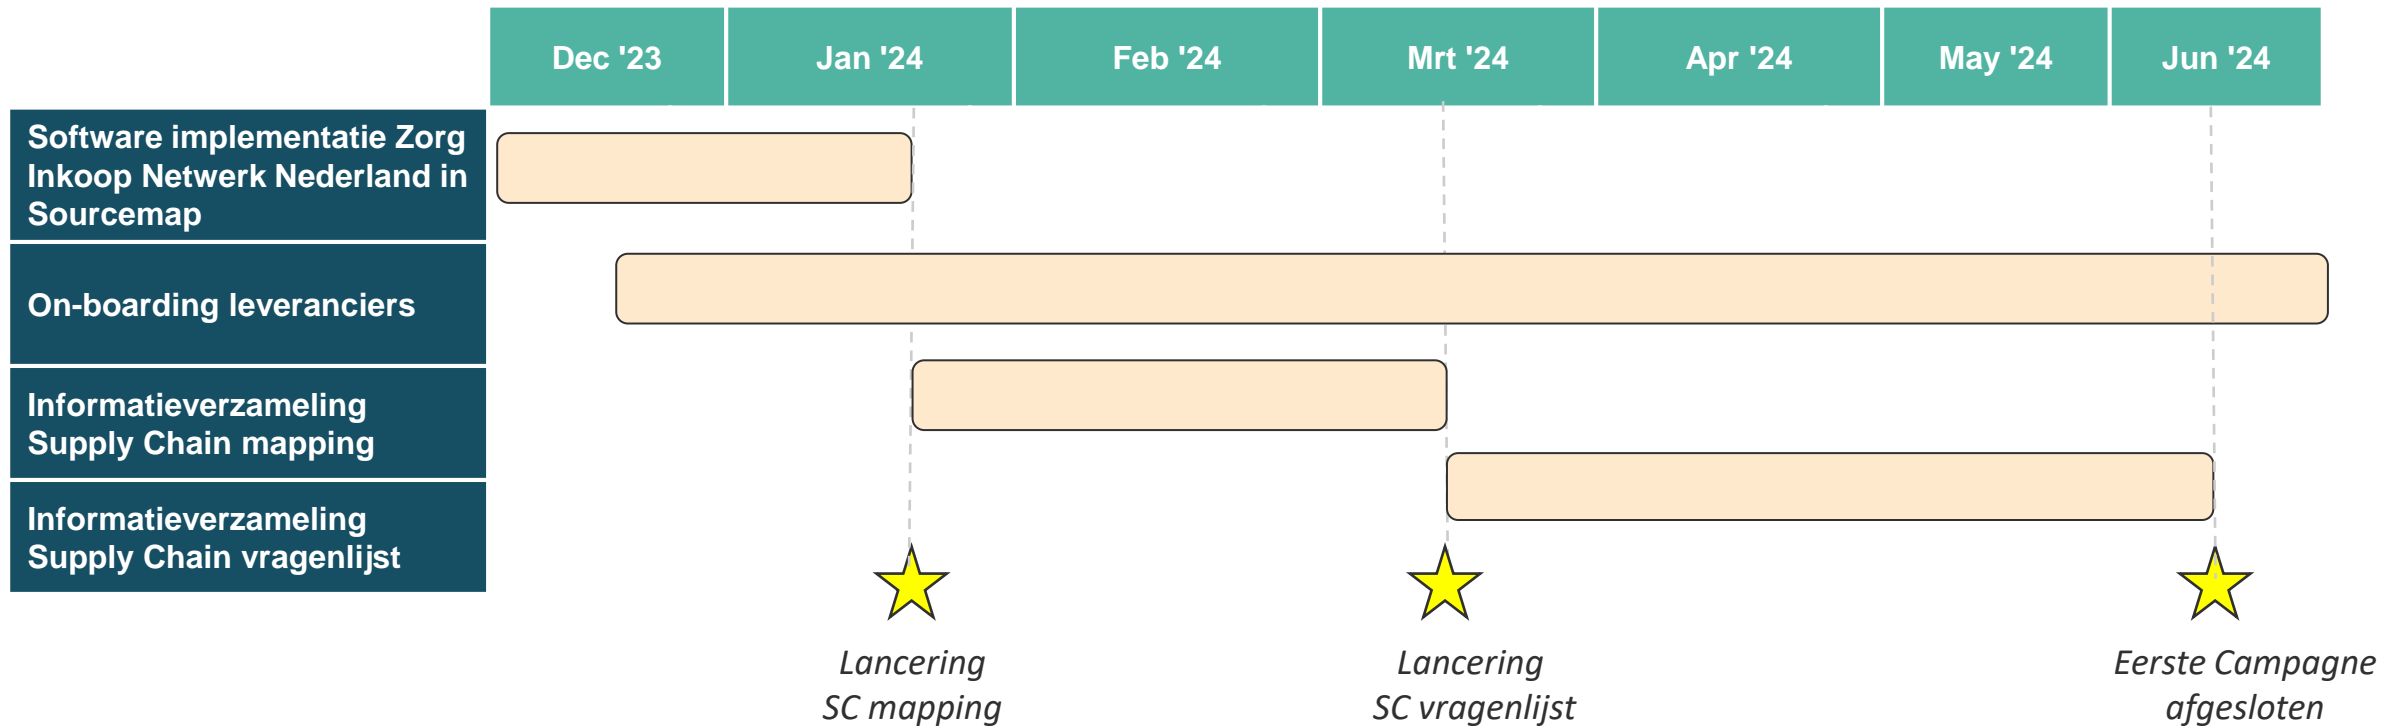 Dec '23
Jan '24
Feb '24
Mrt '24
Apr '24
May '24
Jun '24
Software implementatie Zorg
Inkoop Netwerk Nederland in
Sourcemap
On-boarding leveranciers
Informatieverzameling
Supply Chain mapping
Informatieverzameling
Supply Chain vragenlijst
Lancering
SC mapping
Lancering
SC vragenlijst
Eerste Campagne
afgesloten